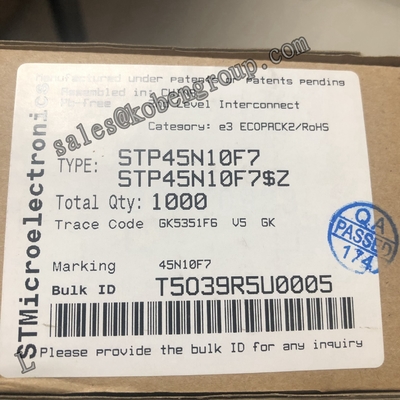 Manufactured under patents or patents pending
Assembled in: China
Pb-free 2nd Level Interconnect
Category: e3 ECOPACK2/RoHS
TYPE: STP45N10F7
STP45N10F7$Z
Total Qty: 1000
Trace Code GK5351F6 V5 GK
Marking 45N10F7
Bulk ID T5039R5U0005
Please provide the bulk ID for any inquiry
STMicroelectronics
QA
PASSED
174
sales@kobengroup.com